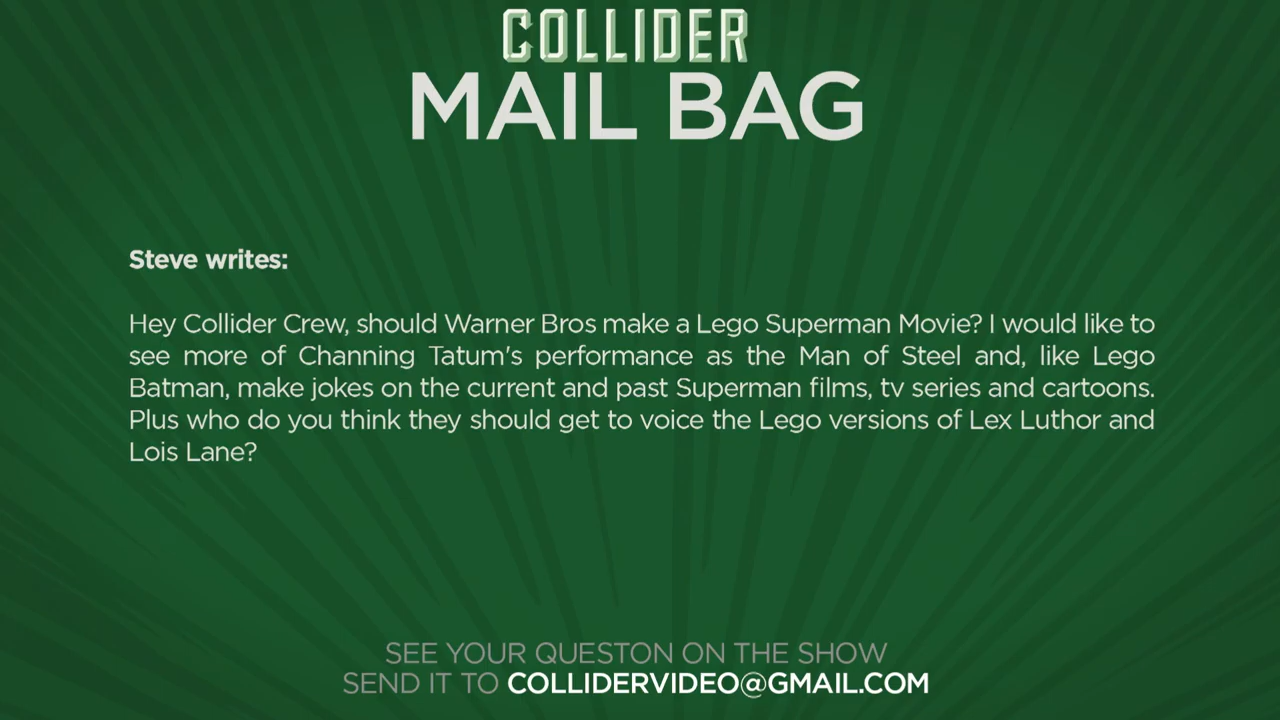 COLLIDER
MAIL BAG
Steve writes:
Hey Collider Crew, should Warner Bros make a Lego Superman Movie? I would like to
see more of Channing Tatum's performance as the Man of Steel and, like Lego
Batman, make jokes on the current and past Superman films, tv series and cartoons.
Plus who do you think they should get to voice the Lego versions of Lex Luthor and
Lois Lane?
SEE YOUR QUESTON ON THE SHOW
SEND IT TO COLLIDERVIDEO@GMAIL.COM